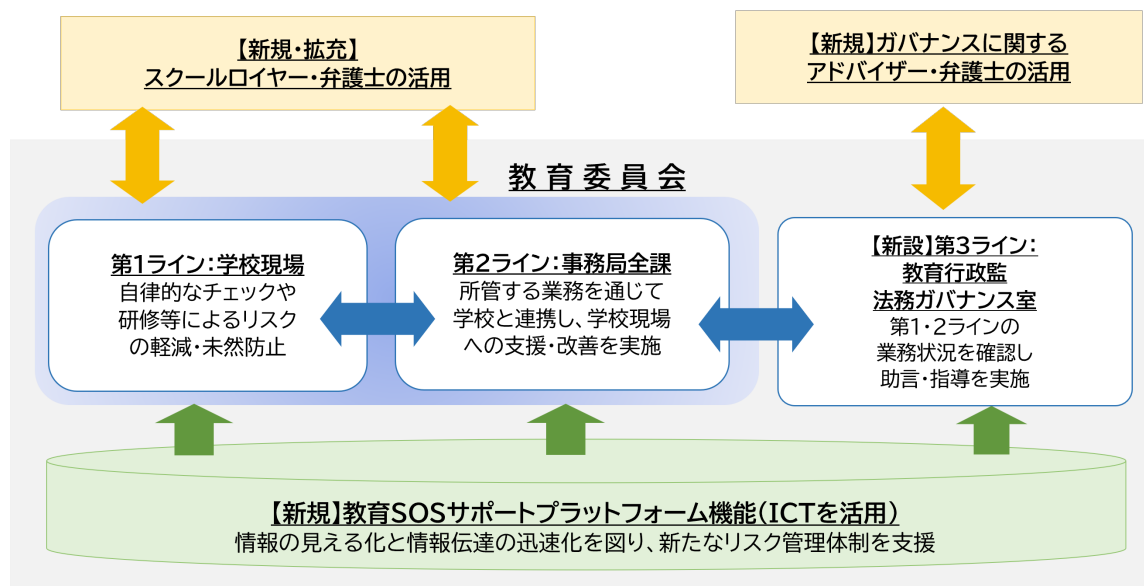 【新規・拡充】
スクールロイヤー・弁護士の活用
【新規】ガバナンスに関する
アドバイザー・弁護士の活用
教育委員会
第1ライン：学校現場
自律的なチェックや
研修等によるリスク
の軽減・未然防止
第2ライン：事務局全課
所管する業務を通じて
学校と連携し、学校現場
への支援・改善を実施
【新設】第3ライン：
教育行政監
法務ガバナンス室
第1・2ラインの
業務状況を確認し
助言・指導を実施
【新規】教育SOSサポートプラットフォーム機能（ICTを活用）
情報の見える化と情報伝達の迅速化を図り、新たなリスク管理体制を支援